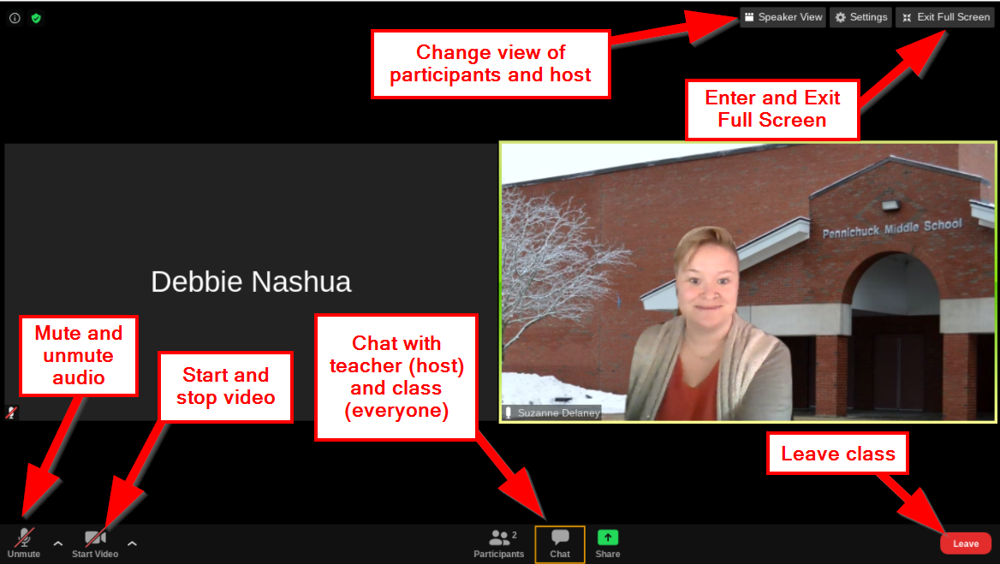 Speaker View
Settings
Exit Full Screen
Change view of
participants and host
Enter and Exit
Full Screen
Pennichuck Middle School
Debbie Nashua
Mute and
unmute
audio
Start and
stop video
Chat with
teacher (host)
and class
(everyone)
Suzanne Delaney
Leave class
Unmute
Start Video
Participants
2
Chat
Share
Leave